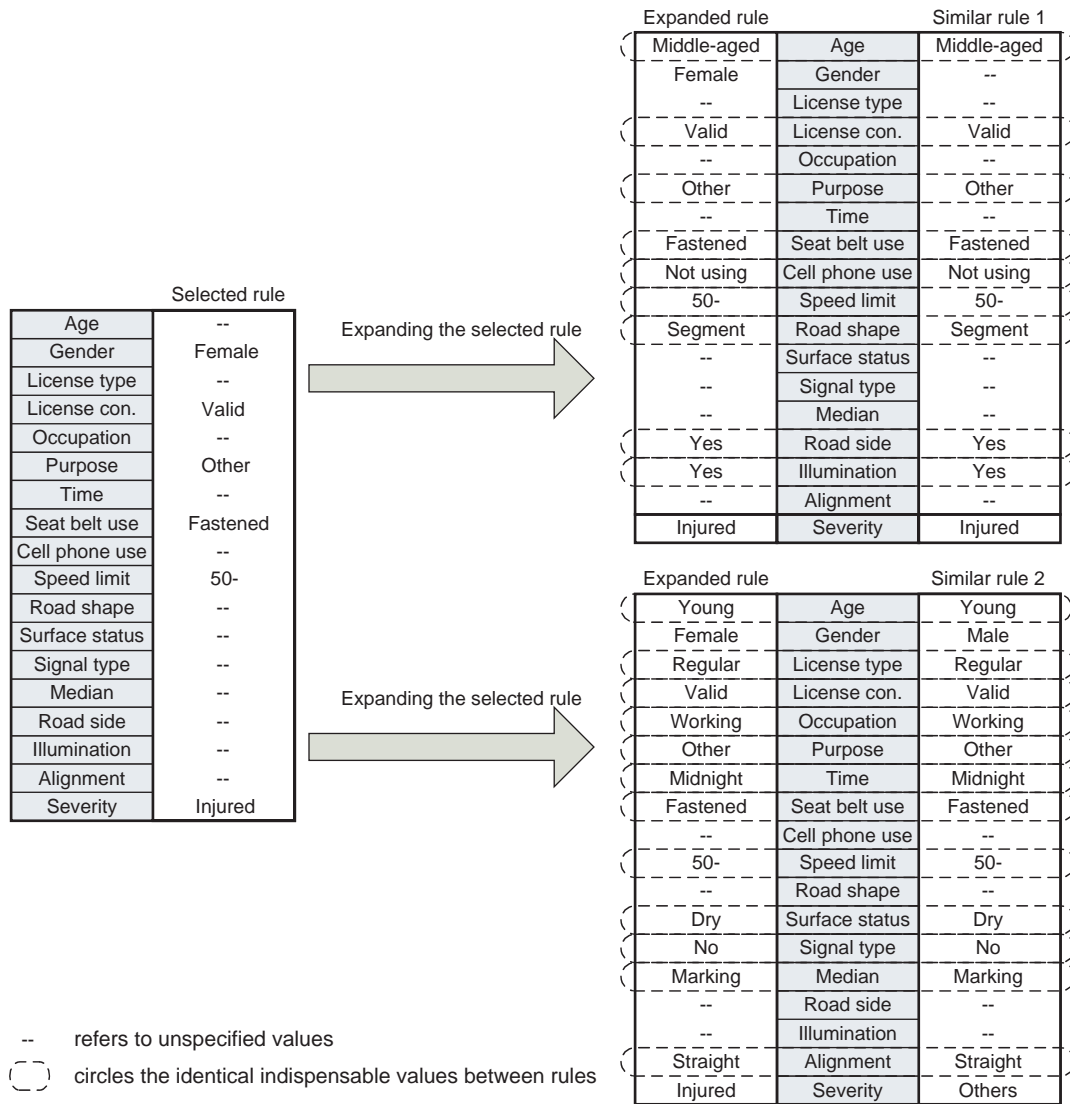 Expanded rule Similar rule 1
Middle-aged Age Middle-aged
Female Gender --
-- License type --
Valid License con. Valid
-- Occupation --
Other Purpose Other
-- Time --
Fastened Seat belt use Fastened
Not using Cell phone use Not using
50- Speed limit 50-
Segment Road shape Segment
-- Surface status --
-- Signal type --
-- Median --
Yes Road side Yes
Yes Illumination Yes
-- Alignment --
Injured Severity Injured
Selected rule
Age --
Gender Female
License type --
License con. Valid
Occupation --
Purpose Other
Time --
Seat belt use Fastened
Cell phone use --
Speed limit 50-
Road shape --
Surface status --
Signal type --
Median --
Road side --
Illumination --
Alignment --
Severity Injured
Expanding the selected rule
Expanding the selected rule
Expanded rule Similar rule 2
Young Age Young
Female Gender Male
Regular License type Regular
Valid License con. Valid
Working Occupation Working
Other Purpose Other
Midnight Time Midnight
Fastened Seat belt use Fastened
-- Cell phone use --
50- Speed limit 50-
-- Road shape --
Dry Surface status Dry
No Signal type No
Marking Median Marking
-- Road side --
-- Illumination --
Straight Alignment Straight
Injured Severity Others
-- refers to unspecified values
circles the identical indispensable values between rules